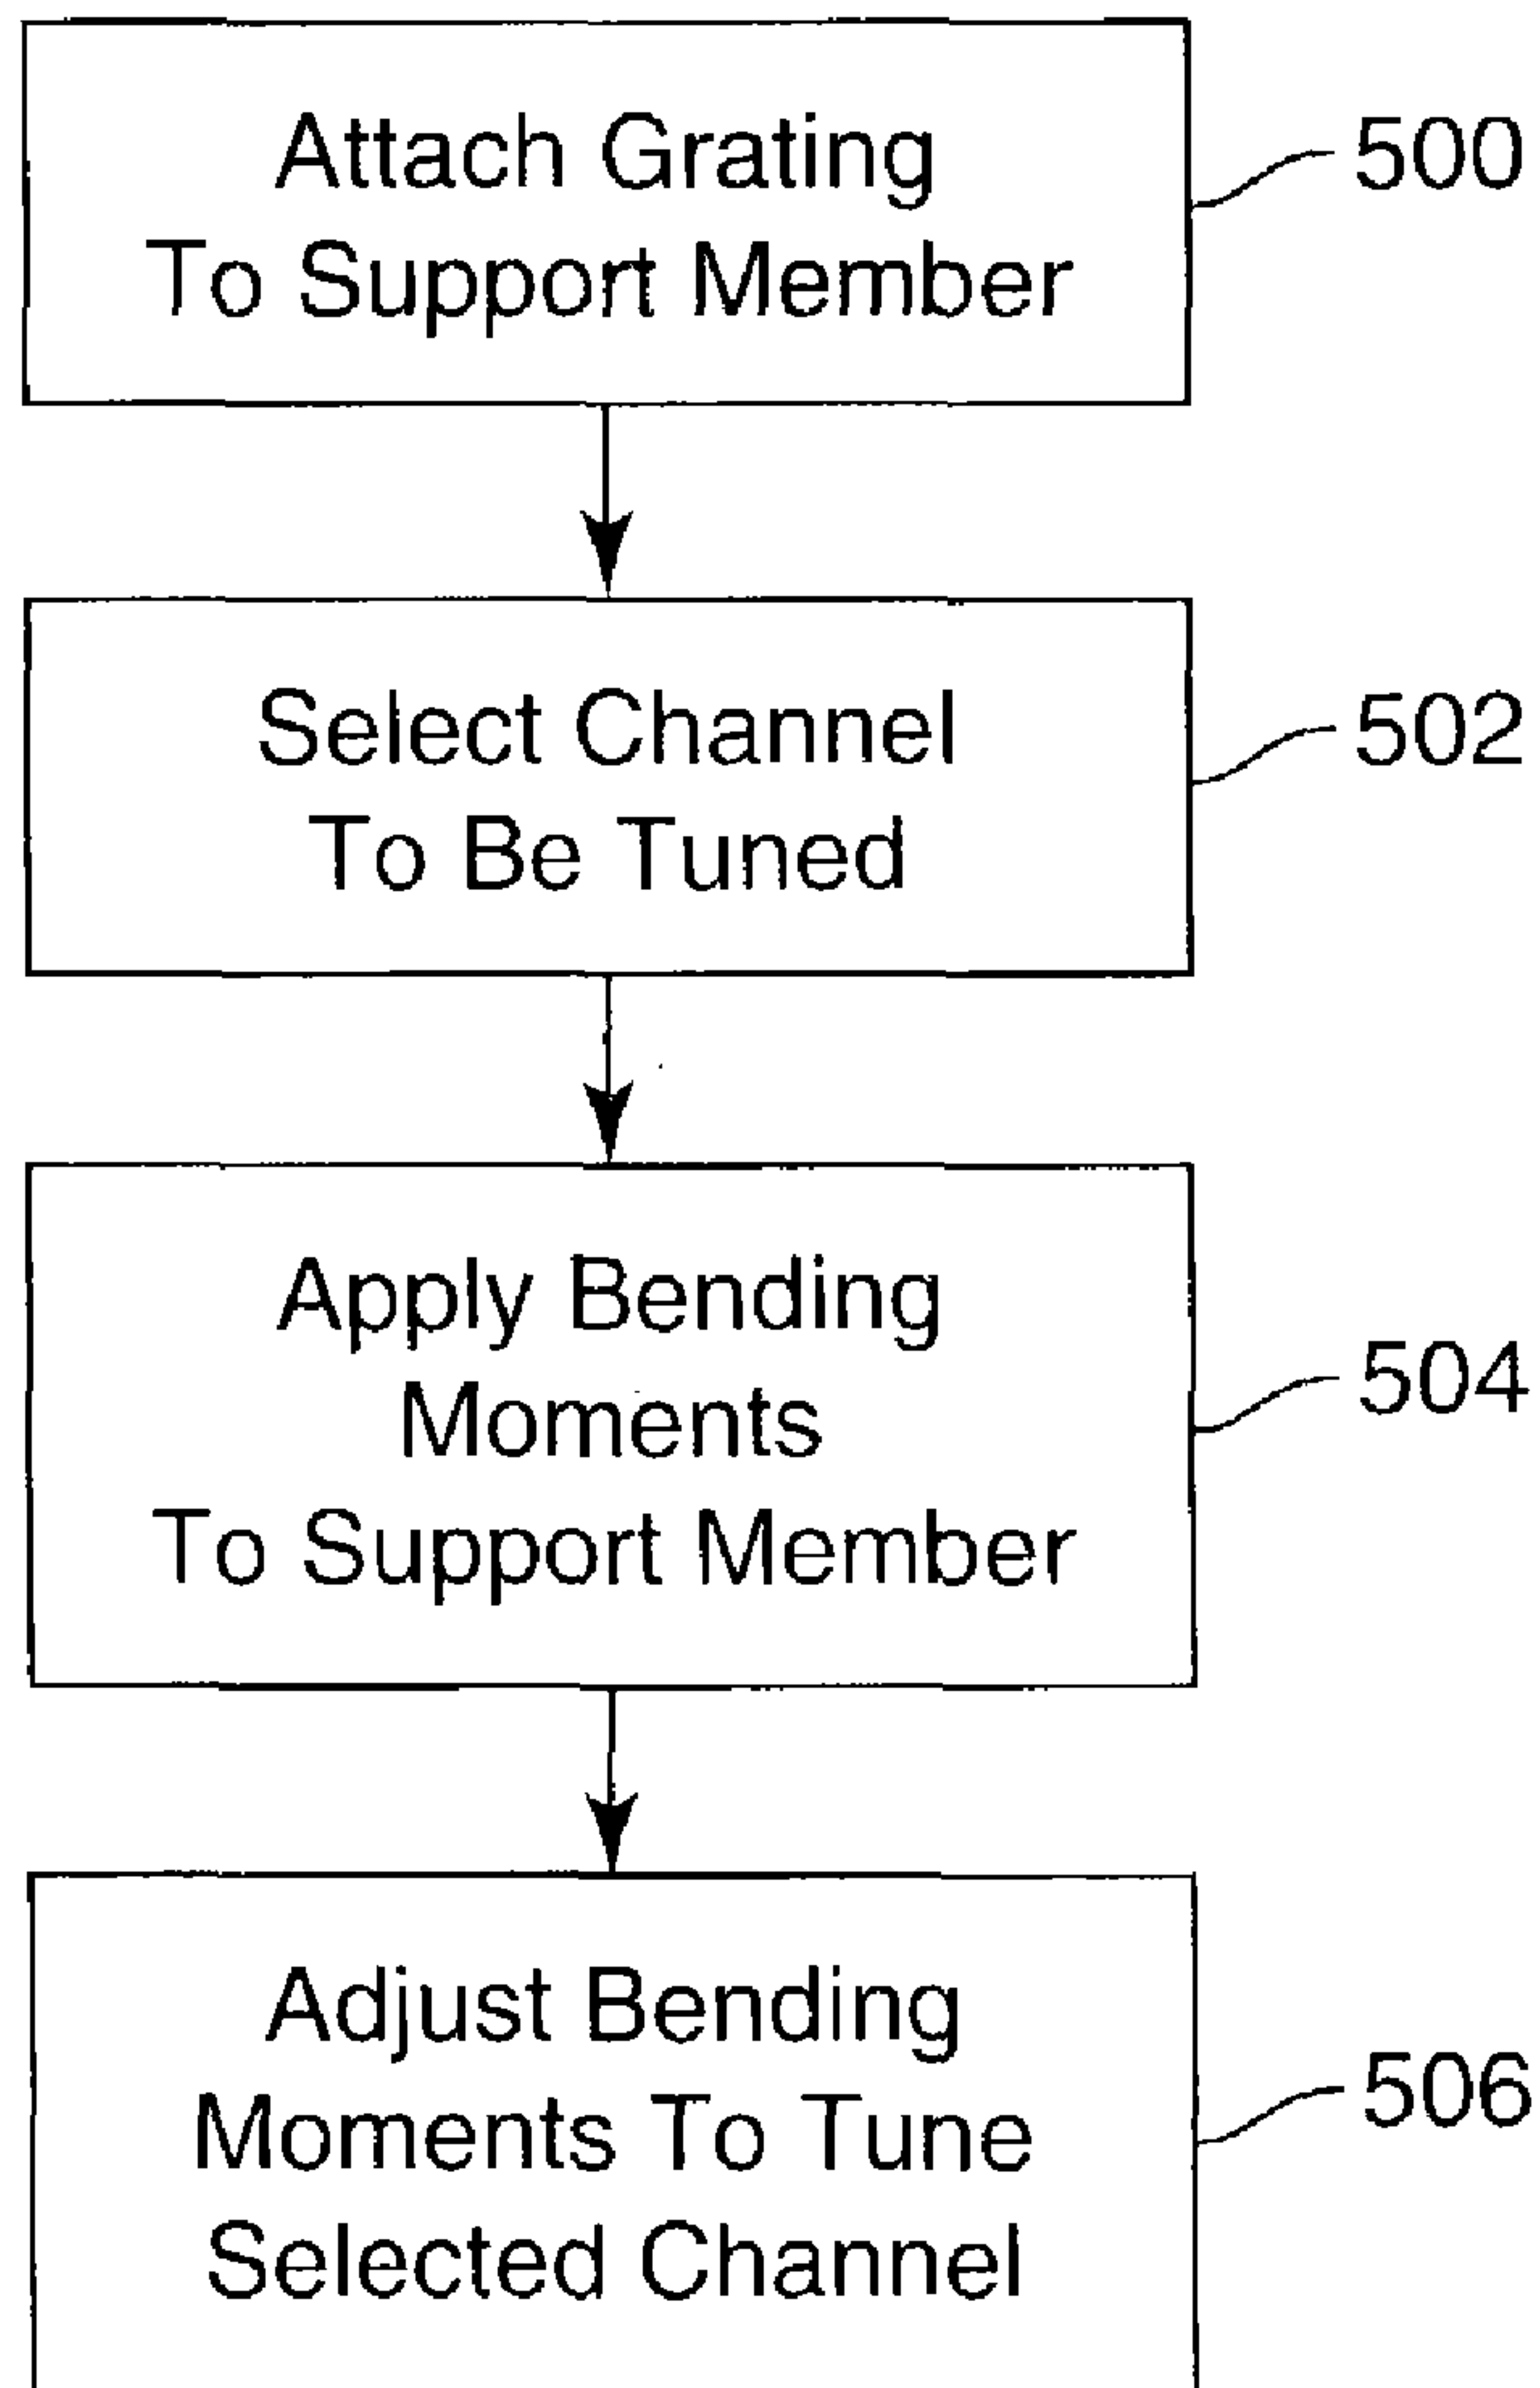 Attach Grating
To Support Member
500
Select Channel
To Be Tuned
502
Apply Bending
Moments
To Support Member
504
Adjust Bending
Moments To Tune
Selected Channel
506